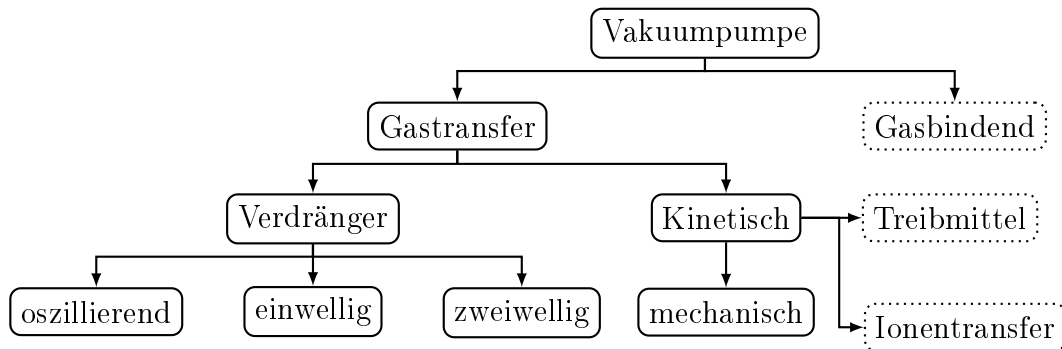 Vakuumpumpe
Gastransfer
Gasbindend
Verdränger
Kinetisch
Treibmittel
oszillierend
einwellig
zweiwellig
mechanisch
Ionentransfer